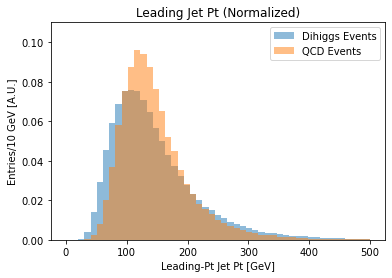 Leading Jet Pt (Normalized)
Dihiggs Events
QCD Events
Entries/10 GeV [A.U.]
0.10
0.08
0.06
0.04
0.02
0.00
0
100
200
300
400
500
Leading-Pt Jet Pt [GeV]